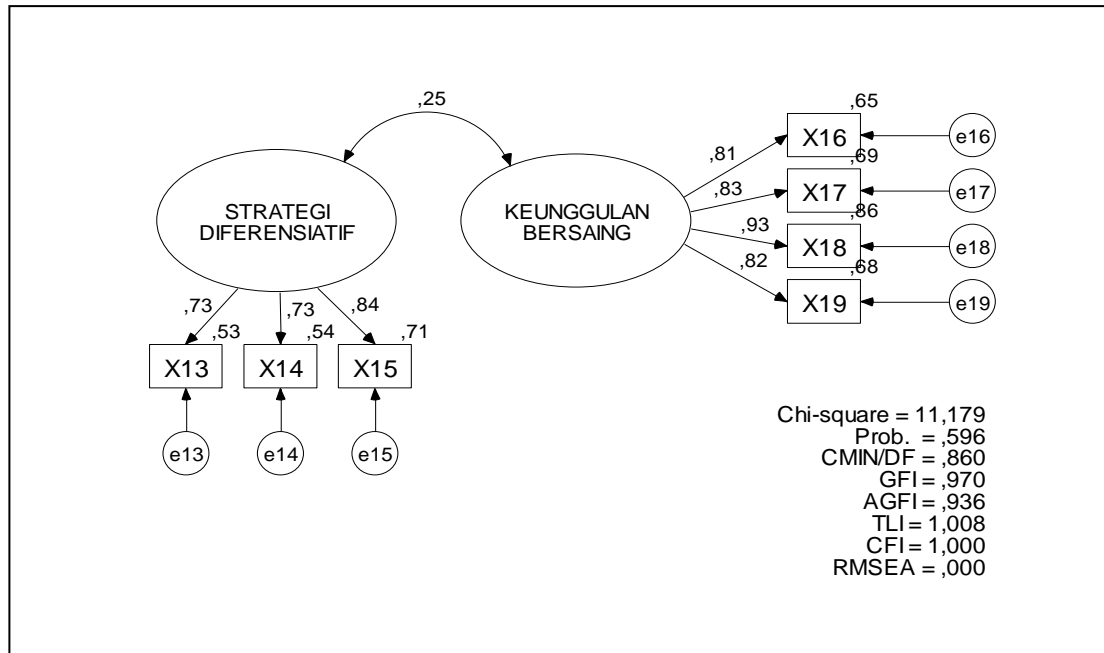 ,25
STRATEGI
DIFERENSIATIF
KEUNGGULAN
BERSAING
,65
,81
X16
e16
,69
,83
X17
e17
,86
,93
X18
e18
,68
,82
X19
e19
,73
,73
,84
,53
,54
,71
X13
X14
X15
e13
e14
e15
Chi-square = 11,179
Prob. = ,596
CMIN/DF = ,860
GFI = ,970
AGFI = ,936
TLI = 1,008
CFI = 1,000
RMSEA = ,000